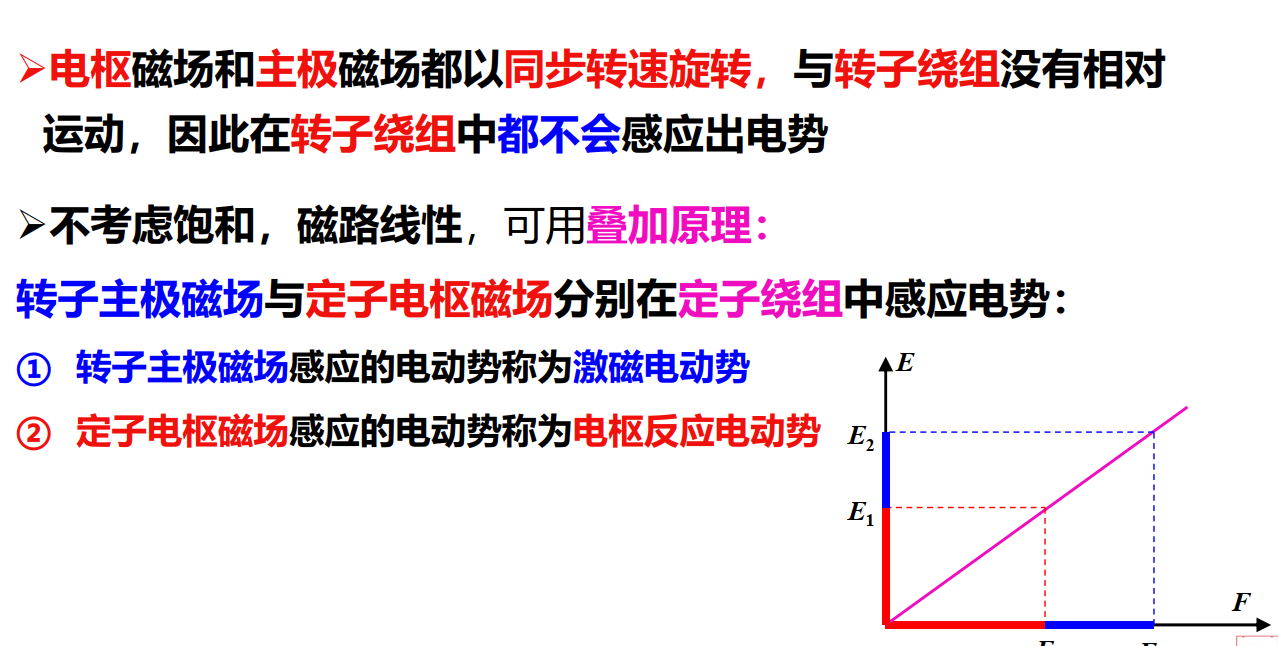 ➢电枢磁场和主极磁场都以同步转速旋转，与转子绕组没有相对
运动，因此在转子绕组中都不会感应出电势
➢不考虑饱和，磁路线性，可用叠加原理：
转子主极磁场与定子电枢磁场分别在定子绕组中感应电势：
① 转子主极磁场感应的电动势称为激磁电动势
② 定子电枢磁场感应的电动势称为电枢反应电动势
E
E2
E1
F